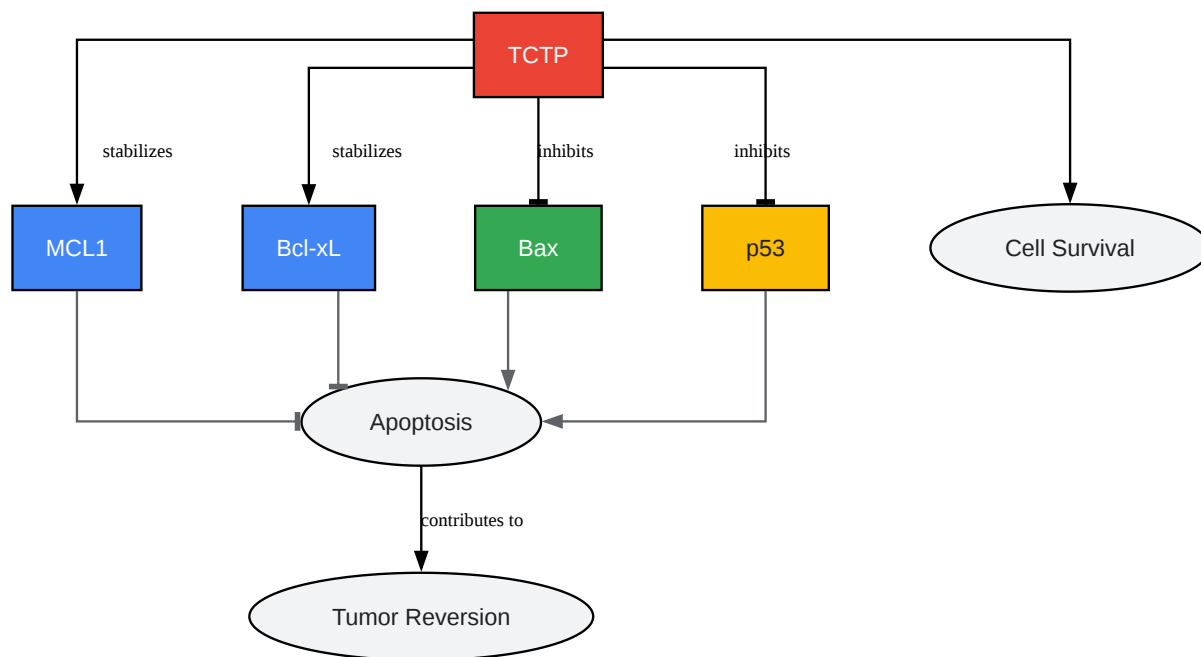 TCTP
stabilizes
stabilizes
inhibits
inhibits
MCL1
Bcl-xL
Bax
p53
Cell Survival
Apoptosis
contributes to
Tumor Reversion